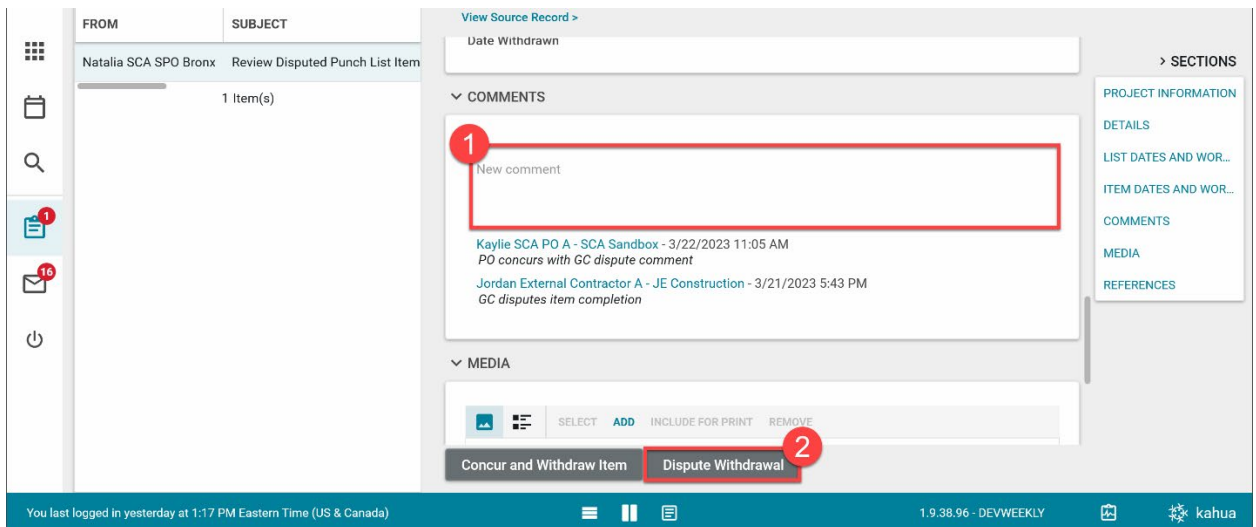 FROM SUBJECT
Natalia SCA SPO Bronx Review Disputed Punch List Item
1 Item(s)
1
16
View Source Record >
Date Withdrawn
COMMENTS
1
New comment
Kaylie SCA PO A - SCA Sandbox - 3/22/2023 11:05 AM
PO concurs with GC dispute comment
Jordan External Contractor A - JE Construction - 3/21/2023 5:43 PM
GC disputes item completion
MEDIA
SELECT ADD INCLUDE FOR PRINT REMOVE
2
Concur and Withdraw Item Dispute Withdrawal
> SECTIONS
PROJECT INFORMATION
DETAILS
LIST DATES AND WOR...
ITEM DATES AND WOR...
COMMENTS
MEDIA
REFERENCES
You last logged in yesterday at 1:17 PM Eastern Time (US & Canada) 1.9.38.96 - DEVWEEKLY kahua